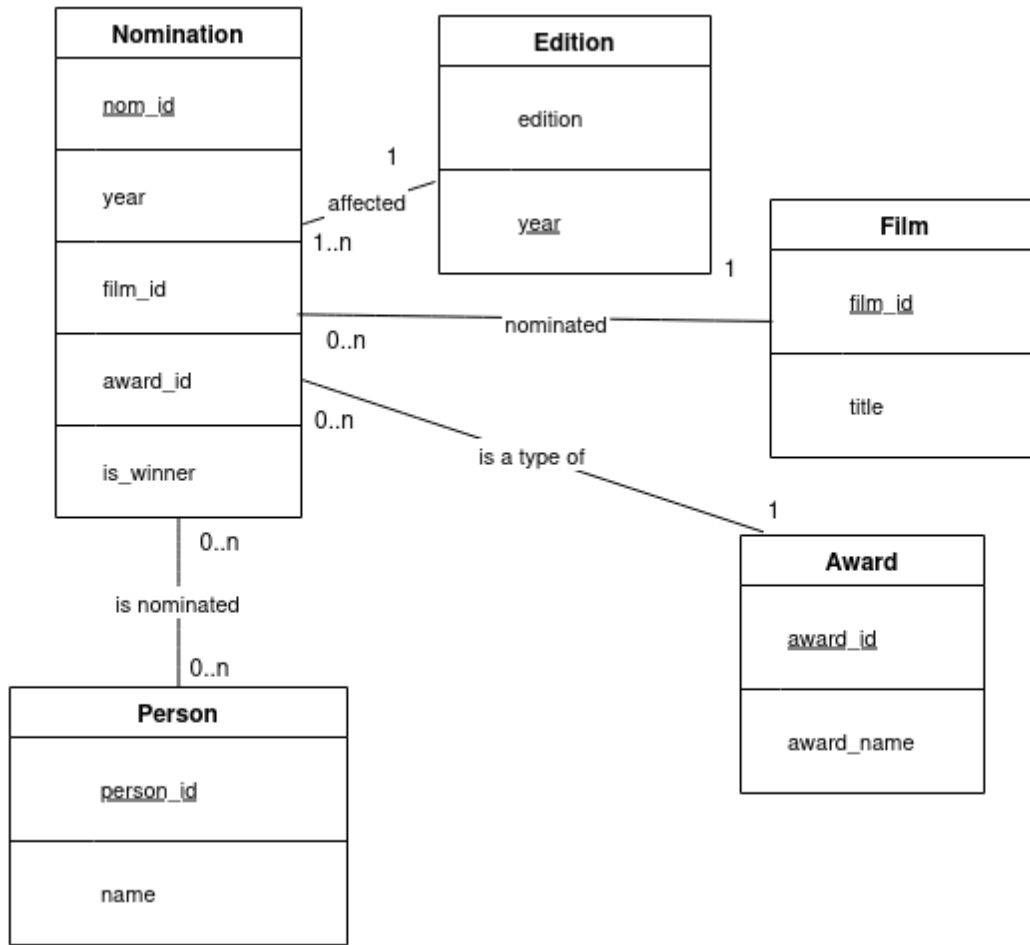 Nomination
nom_id
year
film_id
award_id
is_winner
Edition
edition
year
1
affected
1..n
Film
film_id
title
1
nominated
0..n
0..n
is a type of
1
Award
award_id
award_name
0..n
is nominated
0..n
Person
person_id
name